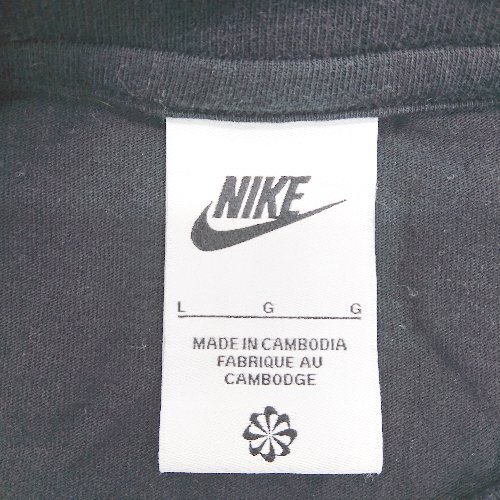 NIKE
L G G
MADE IN CAMBODIA
FABRIQUE AU
CAMBODGE